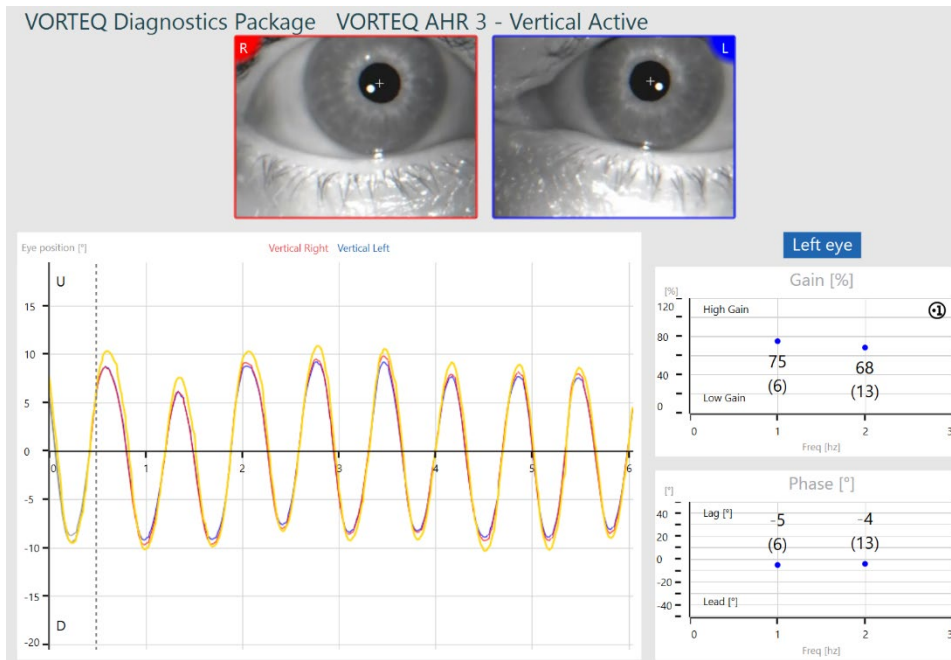 VORTEQ Diagnostics Package VORTEQ AHR 3 - Vertical Active
R
L
Eye position [°]
Vertical Right Vertical Left
U
15
10
5
0
-5
-10
-15
-20
D
0 1 2 3 4 5 6
Left eye
Gain [%]
[%]
120
80
40
0
High Gain
1
75
(6)
68
(13)
Low Gain
0 1 2 3
Freq [hz]
Phase [°]
[°]
40
20
0
-20
-40
Lag [°]
-5
(6)
-4
(13)
Lead [°]
0 1 2 3
Freq [hz]